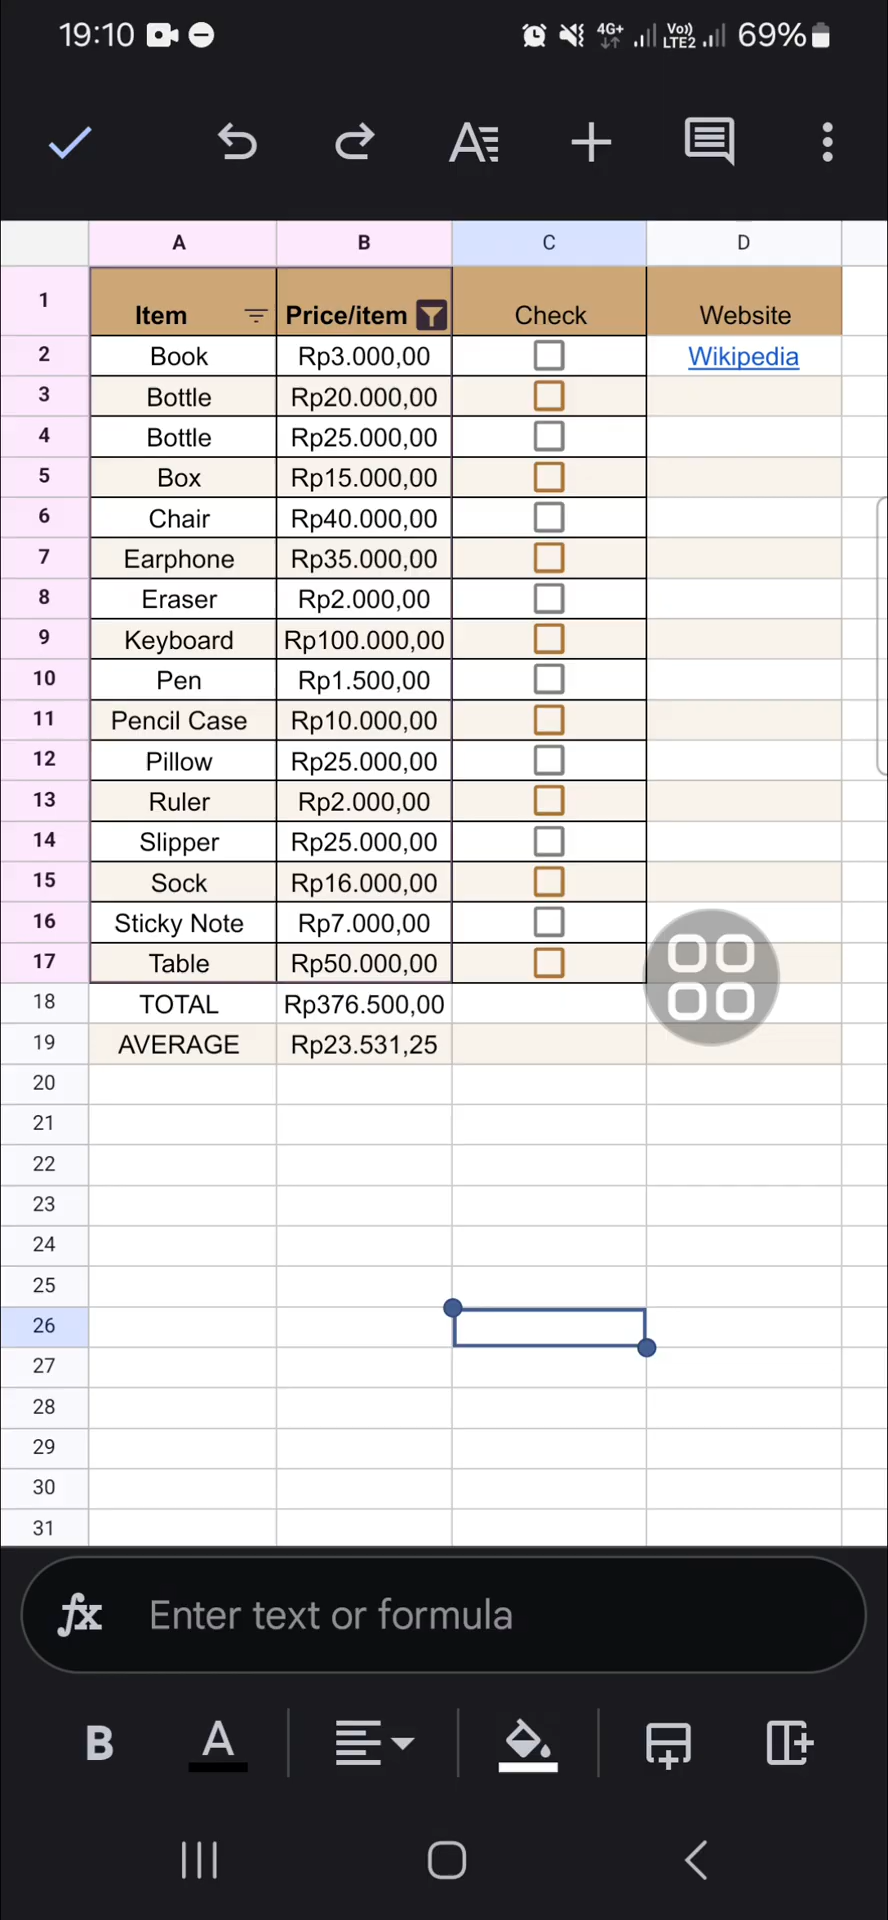 19:10 4G+ Vo)) LTE2 69%
A B C D
1 Item Price/item Check Website
2 Book Rp3.000,00 Wikipedia
3 Bottle Rp20.000,00
4 Bottle Rp25.000,00
5 Box Rp15.000,00
6 Chair Rp40.000,00
7 Earphone Rp35.000,00
8 Eraser Rp2.000,00
9 Keyboard Rp100.000,00
10 Pen Rp1.500,00
11 Pencil Case Rp10.000,00
12 Pillow Rp25.000,00
13 Ruler Rp2.000,00
14 Slipper Rp25.000,00
15 Sock Rp16.000,00
16 Sticky Note Rp7.000,00
17 Table Rp50.000,00
18 TOTAL Rp376.500,00
19 AVERAGE Rp23.531,25
20
21
22
23
24
25
26
27
28
29
30
31
fx Enter text or formula
B A